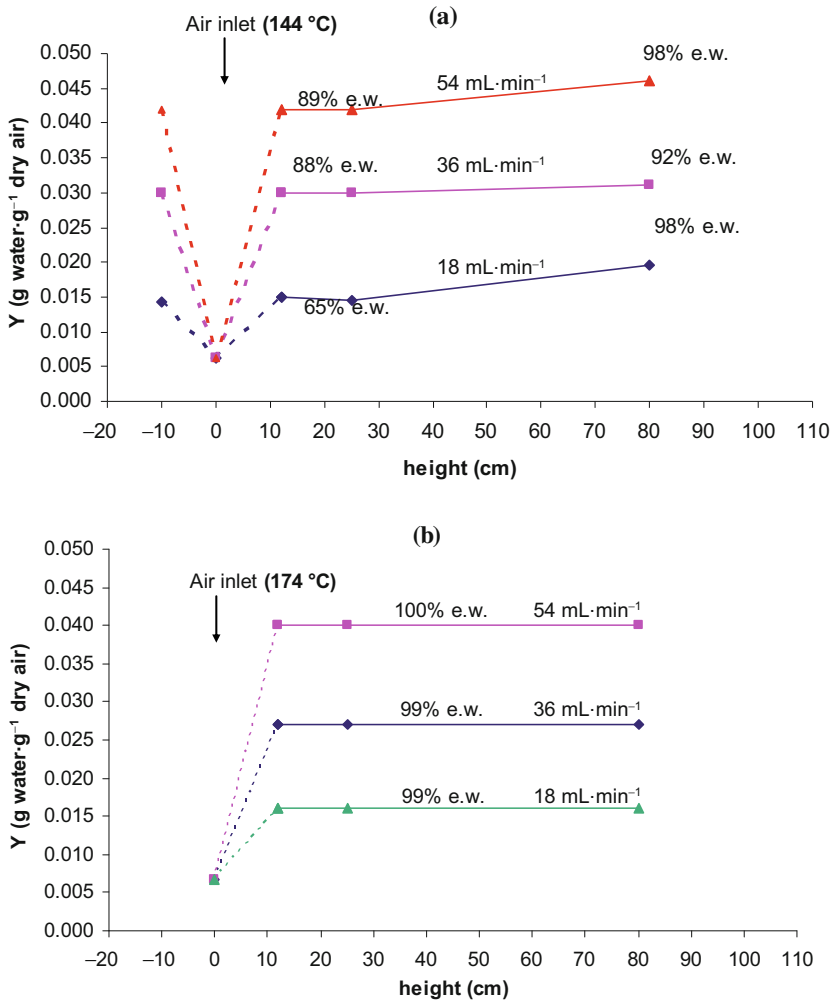 (a)
Air inlet (144 °C)
0.050
0.045
0.040
0.035
0.030
0.025
0.020
0.015
0.010
0.005
0.000
Y (g water·g⁻¹ dry air)
98% e.w.
54 mL·min⁻¹
89% e.w.
92% e.w.
36 mL·min⁻¹
88% e.w.
98% e.w.
18 mL·min⁻¹
65% e.w.
–20 –10 0 10 20 30 40 50 60 70 80 90 100 110
height (cm)
(b)
Air inlet (174 °C)
0.050
0.045
0.040
0.035
0.030
0.025
0.020
0.015
0.010
0.005
0.000
Y (g water·g⁻¹ dry air)
100% e.w. 54 mL·min⁻¹
99% e.w. 36 mL·min⁻¹
99% e.w. 18 mL·min⁻¹
–20 –10 0 10 20 30 40 50 60 70 80 90 100 110
height (cm)